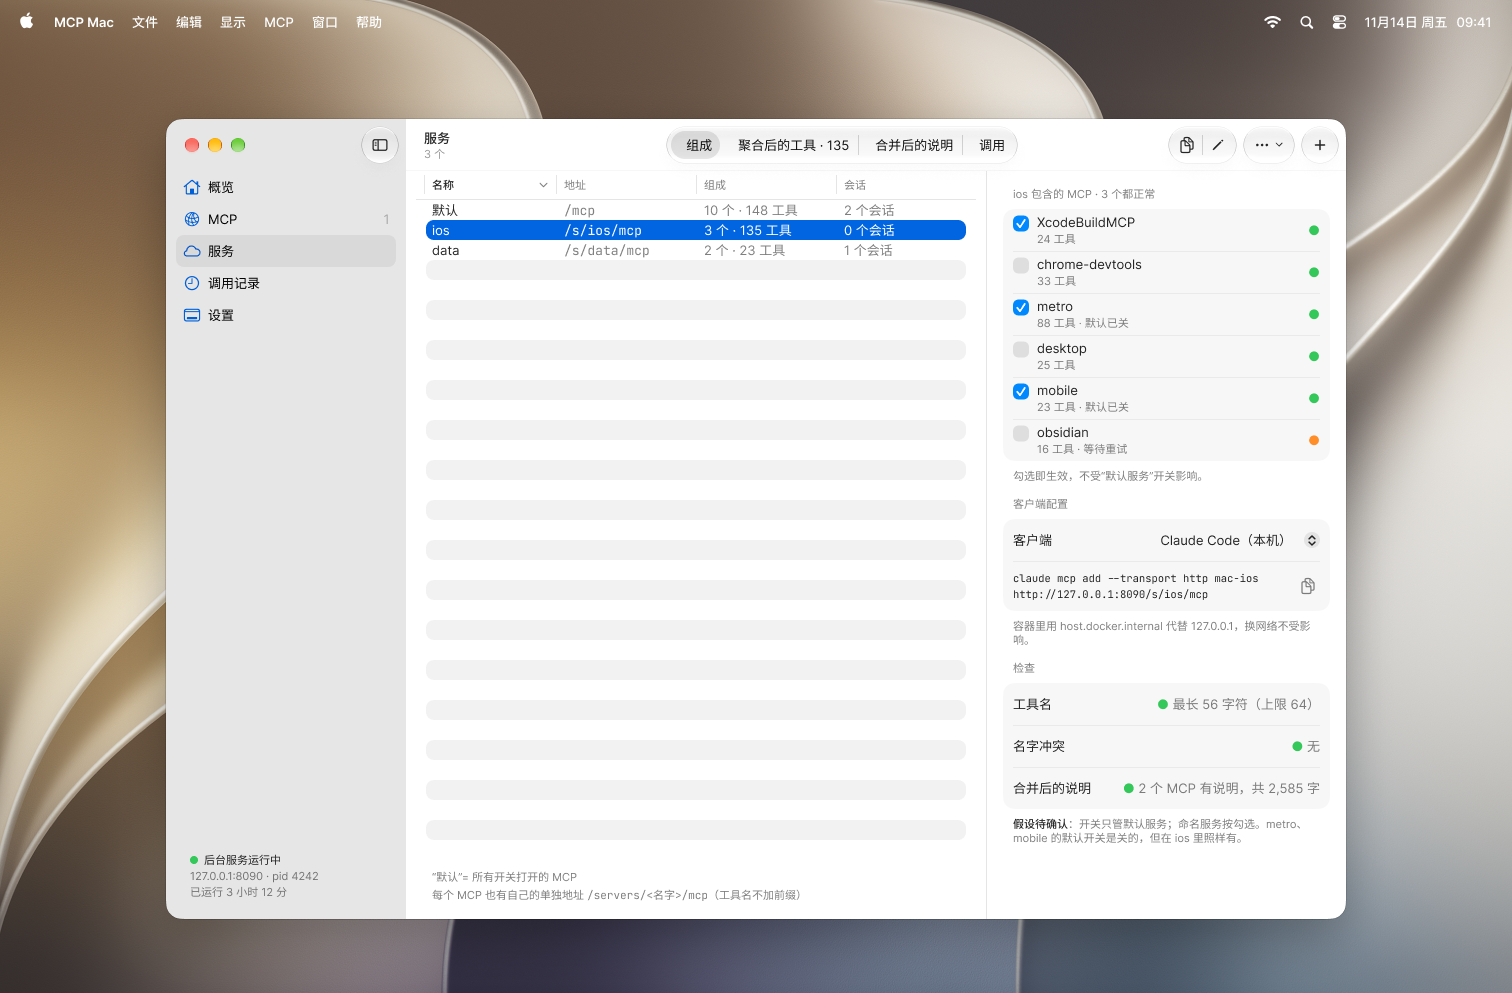 MCP Mac 文件 编辑 显示 MCP 窗口 帮助
11月14日 周五 09:41
概览
MCP 1
服务
调用记录
设置
后台服务运行中
127.0.0.1:8090 · pid 4242
已运行 3 小时 12 分
服务
3 个
组成 聚合后的工具 · 135 合并后的说明 调用
名称 地址 组成 会话
默认 /mcp 10 个 · 148 工具 2 个会话
ios /s/ios/mcp 3 个 · 135 工具 0 个会话
data /s/data/mcp 2 个 · 23 工具 1 个会话
“默认”= 所有开关打开的 MCP
每个 MCP 也有自己的单独地址 /servers/<名字>/mcp（工具名不加前缀）
ios 包含的 MCP · 3 个都正常
XcodeBuildMCP
24 工具
chrome-devtools
33 工具
metro
88 工具 · 默认已关
desktop
25 工具
mobile
23 工具 · 默认已关
obsidian
16 工具 · 等待重试
勾选即生效，不受“默认服务”开关影响。
客户端配置
客户端 Claude Code（本机）
claude mcp add --transport http mac-ios
http://127.0.0.1:8090/s/ios/mcp
容器里用 host.docker.internal 代替 127.0.0.1，换网络不受影
响。
检查
工具名 最长 56 字符（上限 64）
名字冲突 无
合并后的说明 2 个 MCP 有说明，共 2,585 字
假设待确认：开关只管默认服务；命名服务按勾选。metro、
mobile 的默认开关是关的，但在 ios 里照样有。